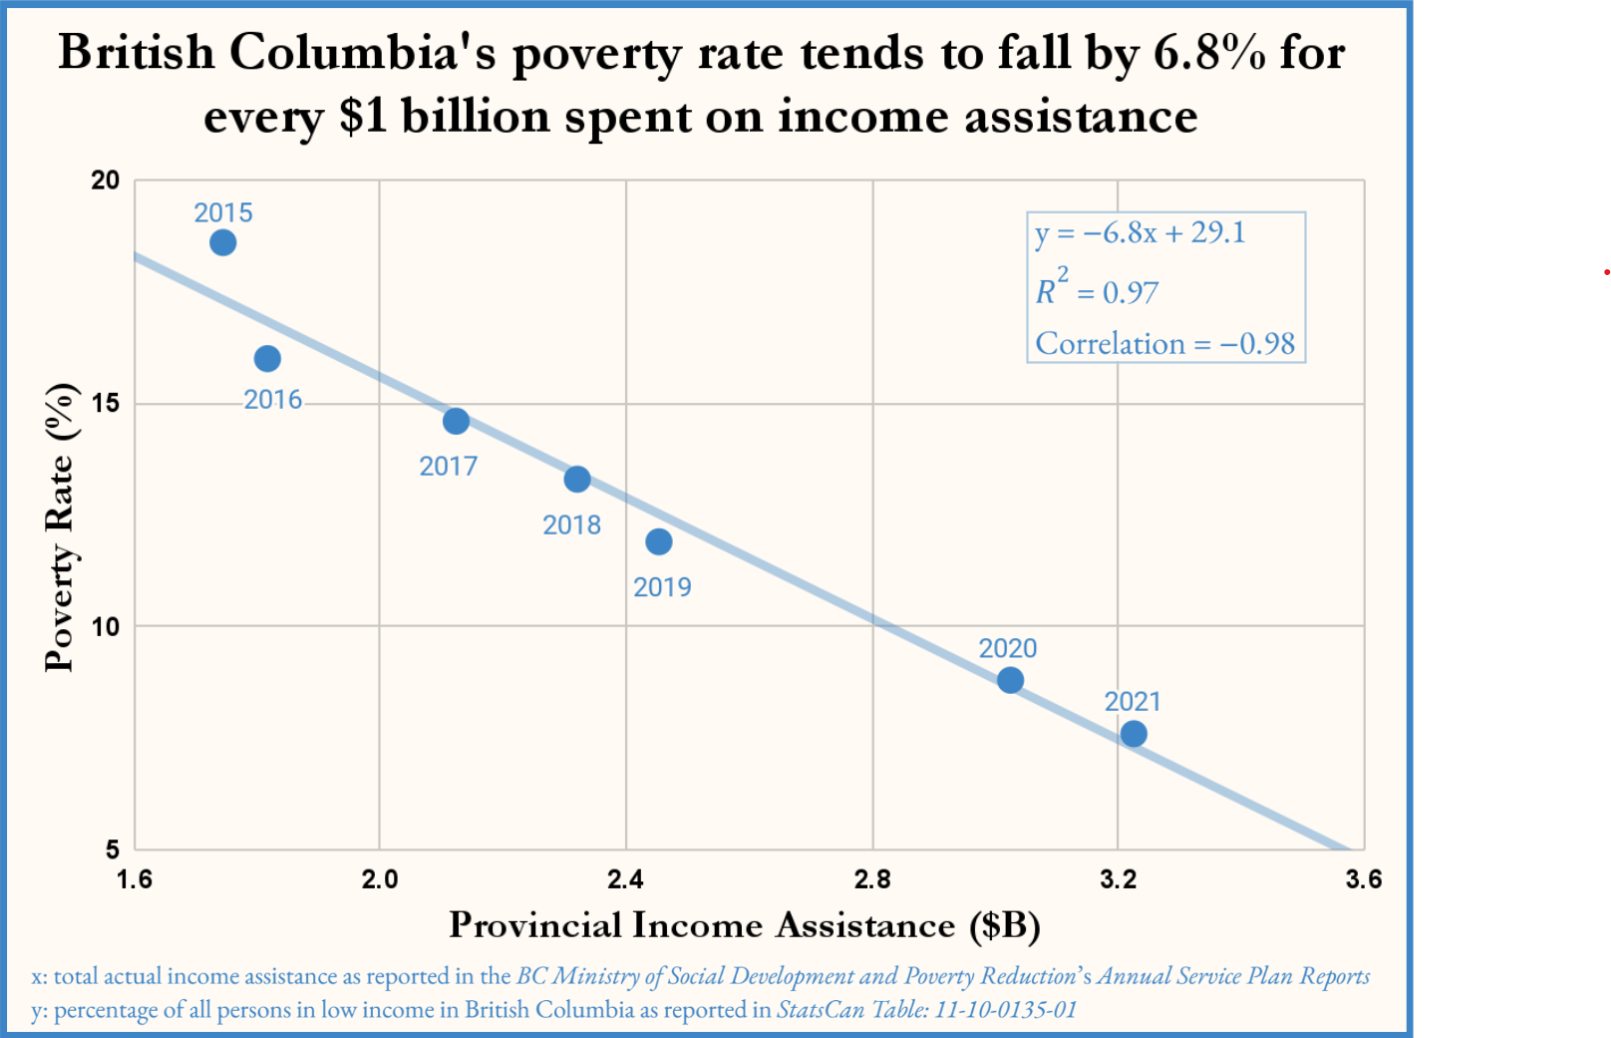 British Columbia's poverty rate tends to fall by 6.8% for
every $1 billion spent on income assistance
20
2015
y = −6.8x + 29.1
R² = 0.97
Correlation = −0.98
2016
15
2017
2018
2019
Poverty Rate (%)
10
2020
2021
5
1.6 2.0 2.4 2.8 3.2 3.6
Provincial Income Assistance ($B)
x: total actual income assistance as reported in the BC Ministry of Social Development and Poverty Reduction's Annual Service Plan Reports
y: percentage of all persons in low income in British Columbia as reported in StatsCan Table: 11-10-0135-01